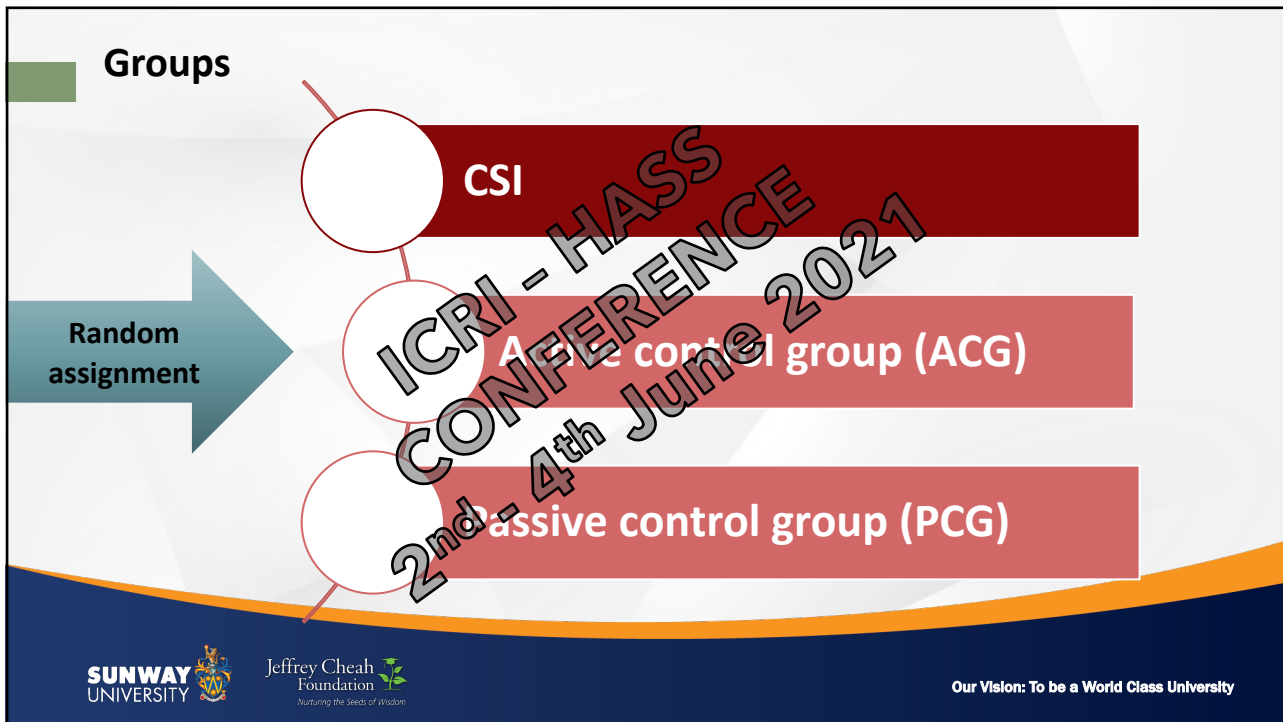 Groups
CSI
Random
assignment
Active control group (ACG)
Passive control group (PCG)
ICRI - HASS
CONFERENCE
2nd - 4th June 2021
SUNWAY
UNIVERSITY
Jeffrey Cheah
Foundation
Nurturing the Seeds of Wisdom
Our Vision: To be a World Class University